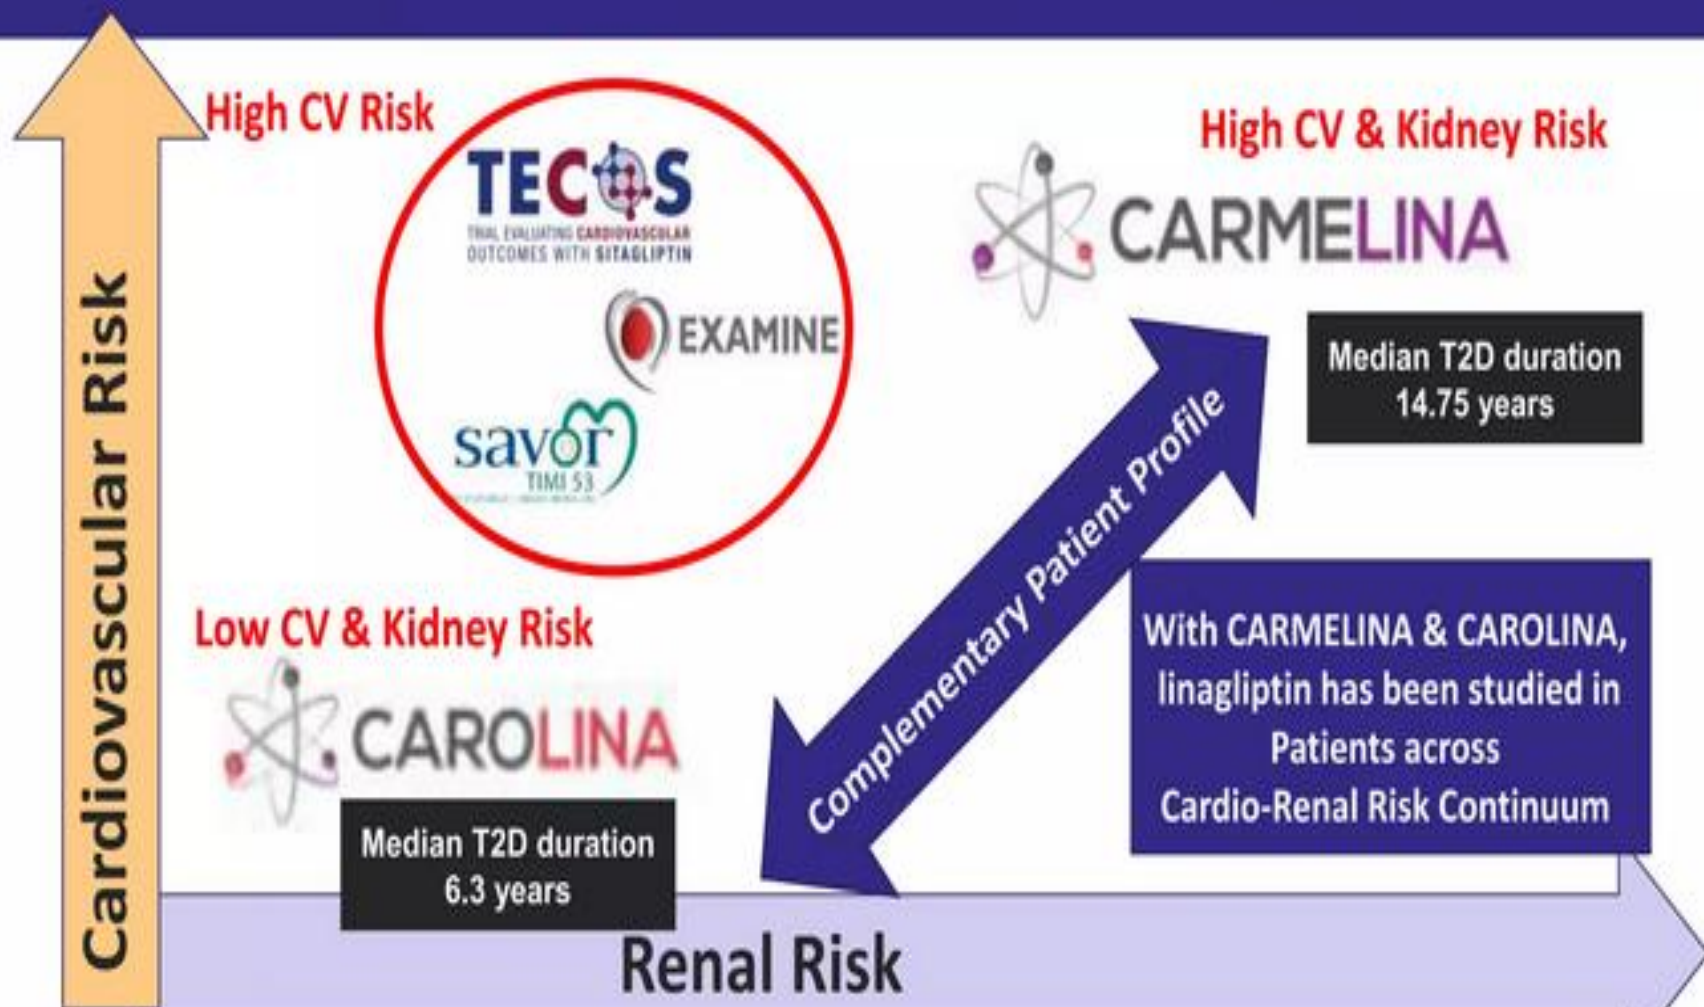 High CV Risk
TECOS
TRIAL EVALUATING CARDIOVASCULAR
OUTCOMES WITH SITAGLIPTIN
EXAMINE
savor
TIMI 53
High CV & Kidney Risk
CARMELINA
Median T2D duration
14.75 years
Cardiovascular Risk
Low CV & Kidney Risk
CAROLINA
Median T2D duration
6.3 years
Complementary Patient Profile
With CARMELINA & CAROLINA,
linagliptin has been studied in
Patients across
Cardio-Renal Risk Continuum
Renal Risk